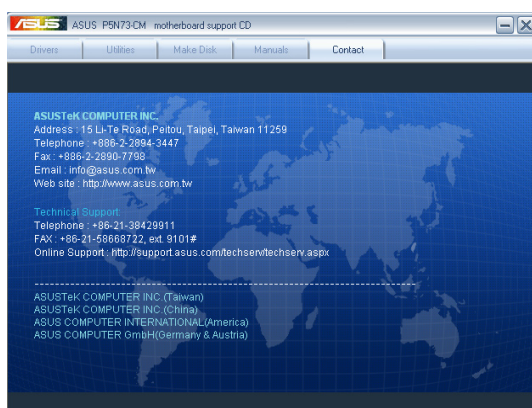 ASUS ASUS P5N73-CM motherboard support CD
Drivers Utilities Make Disk Manuals Contact
ASUSTeK COMPUTER INC.
Address : 15 Li-Te Road, Peitou, Taipei, Taiwan 11259
Telephone : +886-2-2894-3447
Fax : +886-2-2890-7798
Email : info@asus.com.tw
Web site : http://www.asus.com.tw
Technical Support:
Telephone : +86-21-38429911
FAX : +86-21-58668722, ext. 9101#
Online Support : http://support.asus.com/techserv/techserv.aspx
ASUSTeK COMPUTER INC.(Taiwan)
ASUSTeK COMPUTER INC.(China)
ASUS COMPUTER INTERNATIONAL(America)
ASUS COMPUTER GmbH(Germany & Austria)